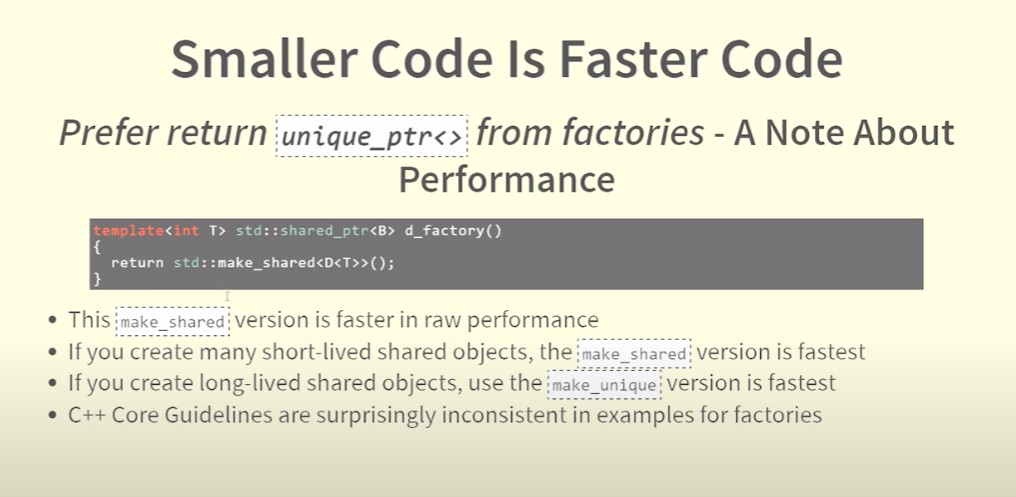 Smaller Code Is Faster Code
Prefer return unique_ptr<> from factories - A Note About
Performance
template<int T> std::shared_ptr<B> d_factory()
{
  return std::make_shared<D<T>>();
}
• This make_shared version is faster in raw performance
• If you create many short-lived shared objects, the make_shared version is fastest
• If you create long-lived shared objects, use the make_unique version is fastest
• C++ Core Guidelines are surprisingly inconsistent in examples for factories